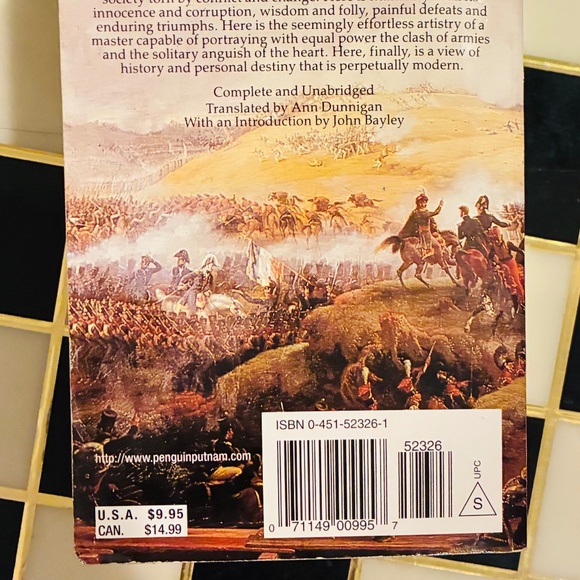 innocence and corruption, wisdom and folly, painful defeats and
enduring triumphs. Here is the seemingly effortless artistry of a
master capable of portraying with equal power the clash of armies
and the solitary anguish of the heart. Here, finally, is a view of
history and personal destiny that is perpetually modern.
Complete and Unabridged
Translated by Ann Dunnigan
With an Introduction by John Bayley
ISBN 0-451-52326-1
52326
UPC
S
http://www.penguinputnam.com
U.S.A. $9.95
CAN. $14.99
0 71149 00995 7